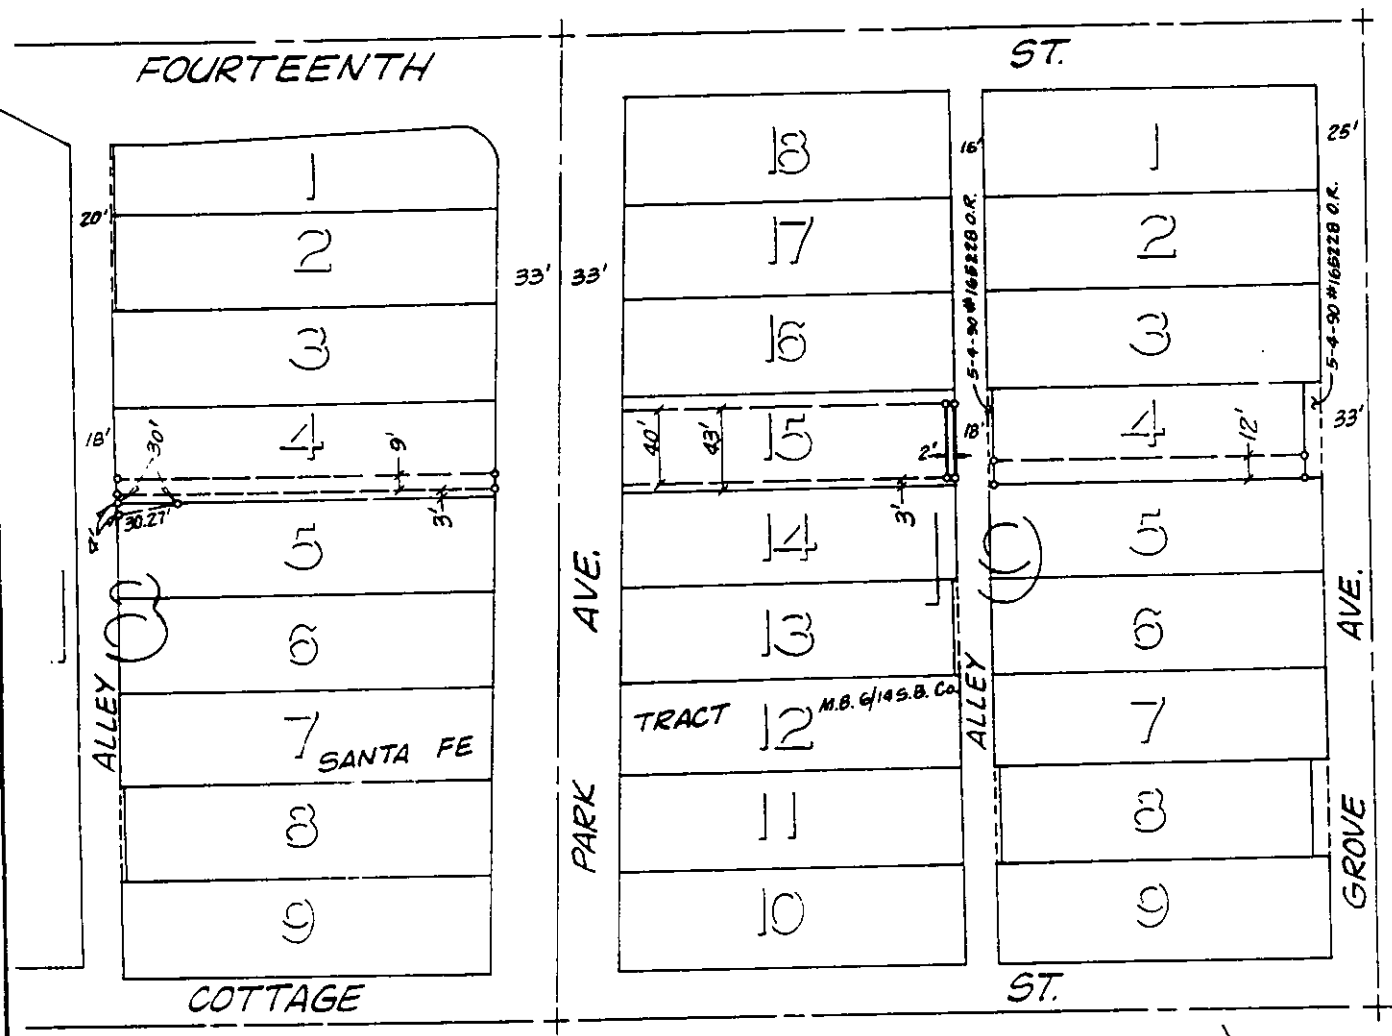 FOURTEENTH ST.
1 18 1
16'
25'
20'
2 17 2
33' 33'
5-4-90 #165228 O.R.
5-4-90 #165228 O.R.
3 16 3
18' 30' 4 9' 40' 43' 15 2' 18' 4 12' 33'
30.27' 3' 3'
5 14 5
6 13 6
ALLEY
AVE.
ALLEY
AVE.
7 SANTA FE TRACT 12 M.B. 6/14 S.B. Co. 7
8 11 8
PARK
GROVE
9 10 9
COTTAGE ST.